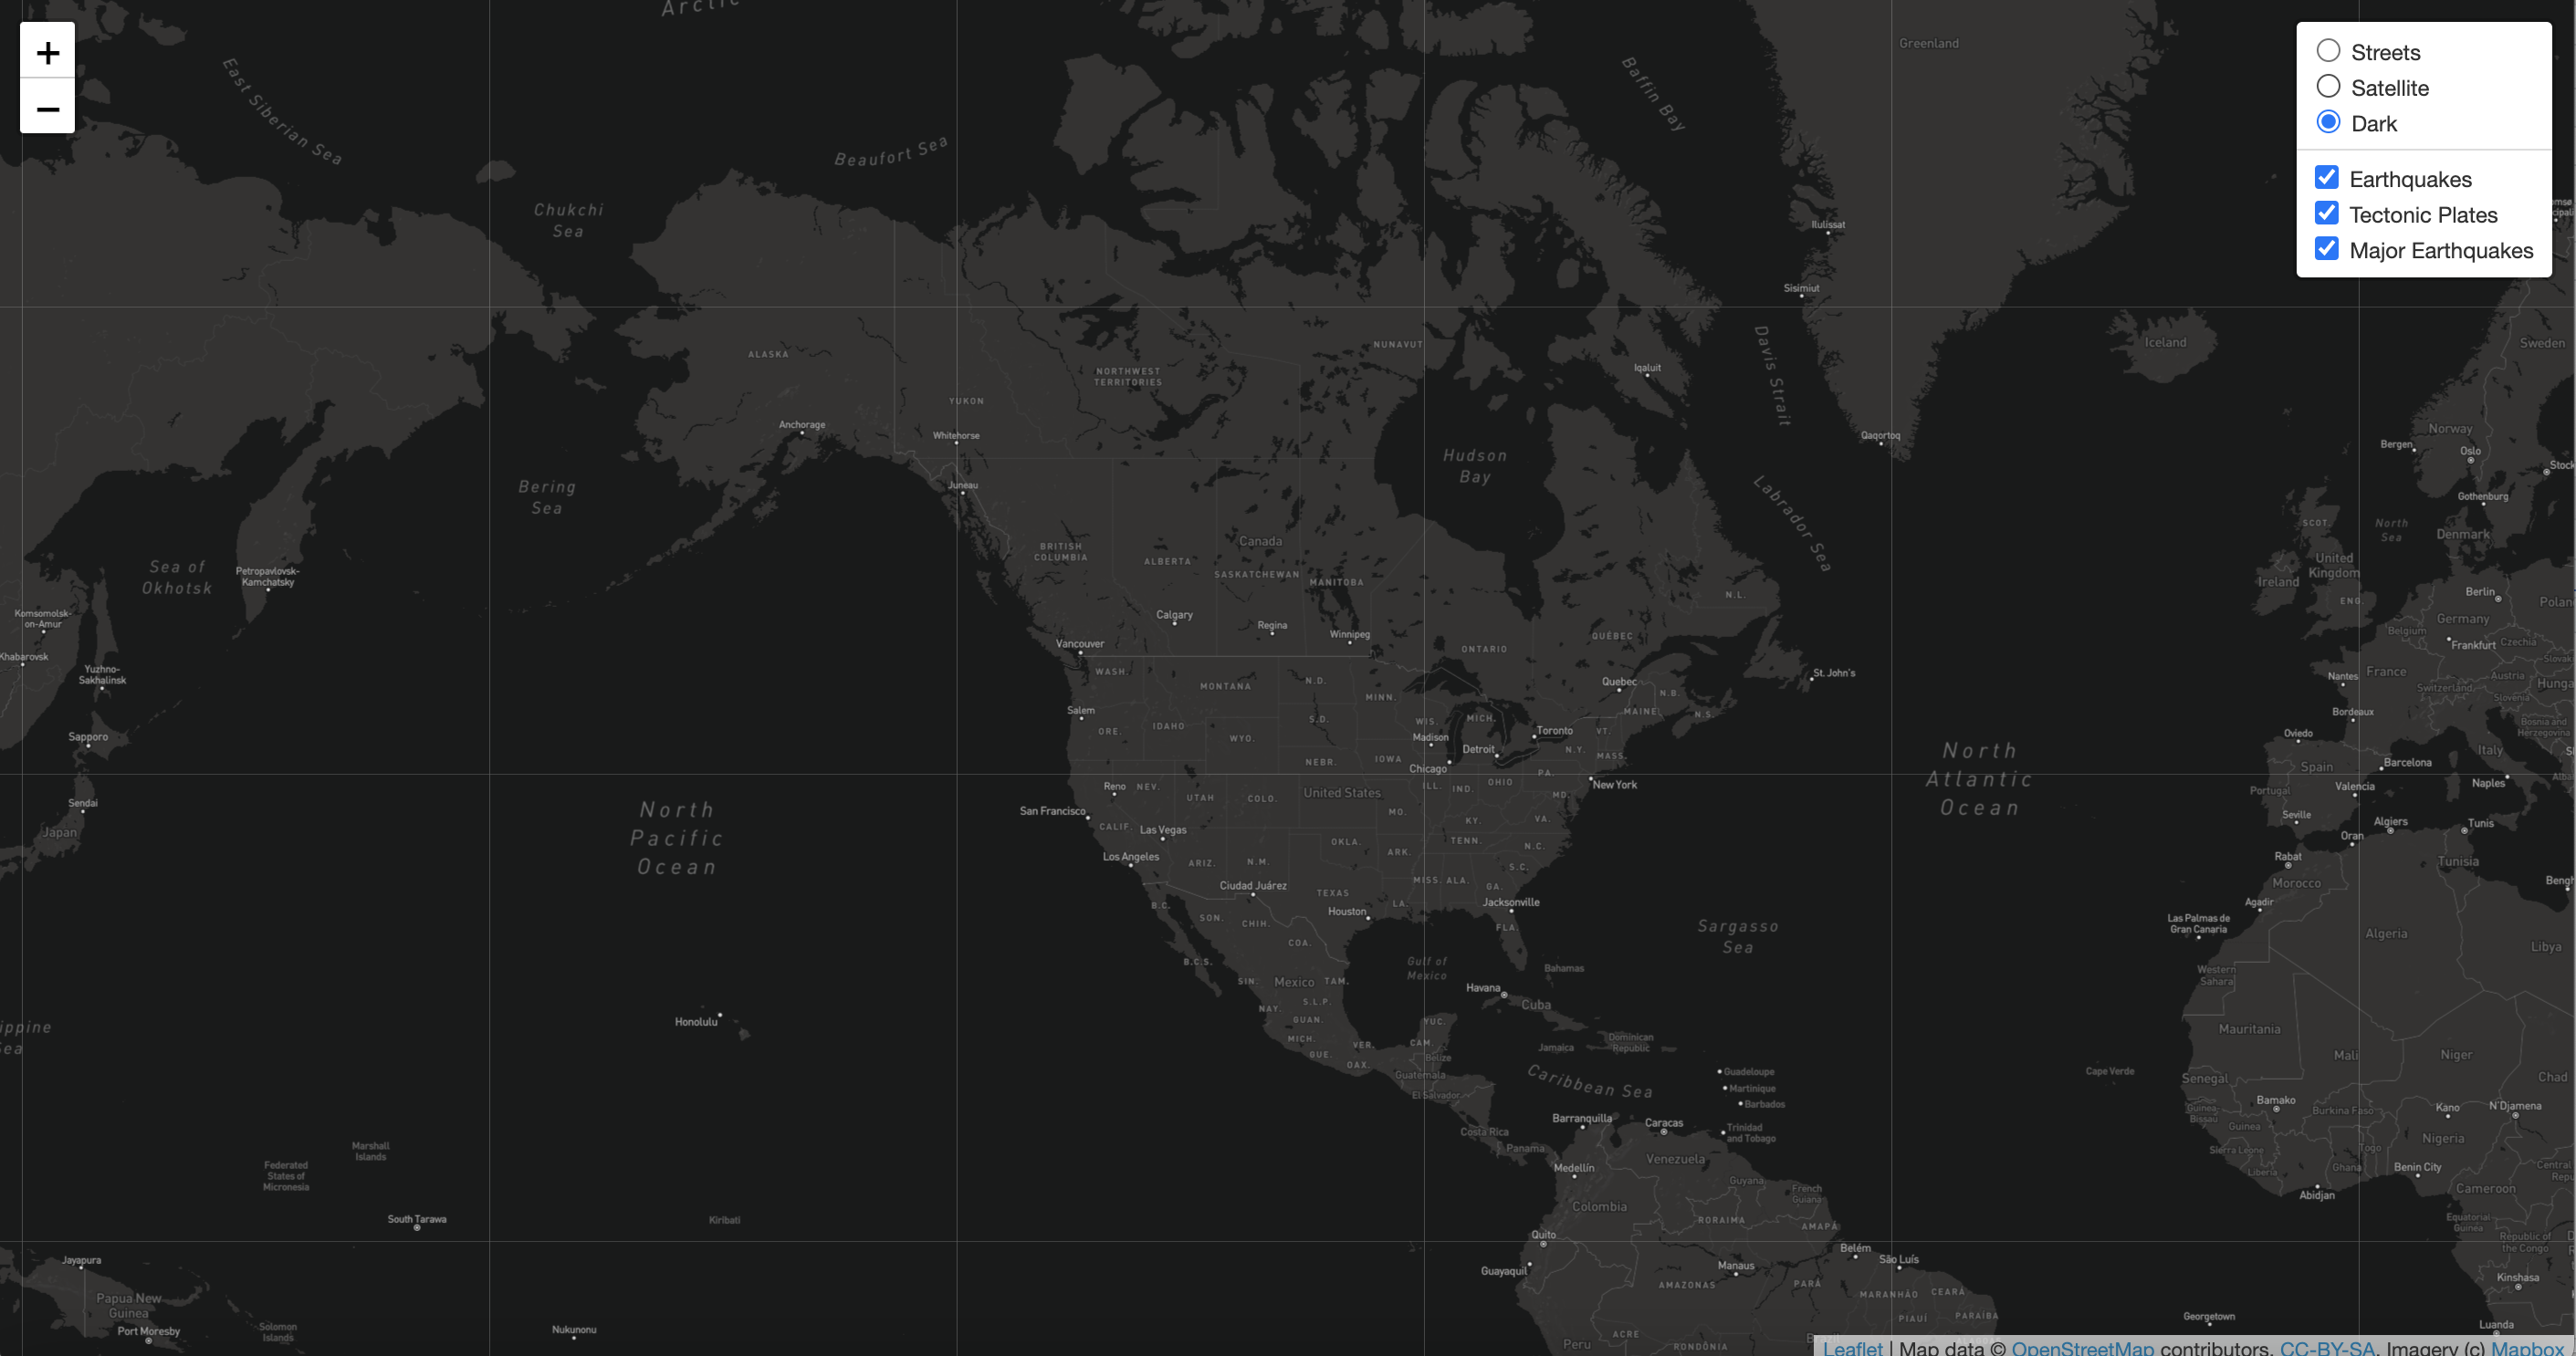 +
−
Streets
Satellite
Dark
Earthquakes
Tectonic Plates
Major Earthquakes
Arctic
East Siberian Sea
Beaufort Sea
Baffin Bay
Greenland
Chukchi
Sea
Ilulissat
Sisimiut
Davis Strait
Iceland
Sweden
NUNAVUT
ALASKA
NORTHWEST
TERRITORIES
Iqaluit
YUKON
Anchorage
Whitehorse
Qaqortoq
Norway
Bergen
Oslo
Hudson
Bay
Juneau
Bering
Sea
Labrador Sea
Gothenburg
SCOT.
North
Sea
Denmark
BRITISH
COLUMBIA
Canada
ALBERTA
SASKATCHEWAN
MANITOBA
Sea of
Okhotsk
Petropavlovsk-
Kamchatsky
United
Kingdom
Ireland
ENG.
Berlin
N.L.
Komsomolsk-
on-Amur
Calgary
Regina
Winnipeg
QUÉBEC
Germany
Belgium
Vancouver
ONTARIO
Frankfurt
Czechia
Khabarovsk
Yuzhno-
Sakhalinsk
WASH.
MONTANA
N.D.
MINN.
Quebec
N.B.
St. John's
Nantes
France
Switzerland
Austria
Slovenia
Salem
ORE.
IDAHO
WYO.
S.D.
WIS.
MICH.
MAINE
N.S.
Bordeaux
Bosnia and
Herzegovina
Sapporo
Madison
Detroit
Toronto
VT.
Oviedo
NEBR.
IOWA
Chicago
N.Y.
MASS.
North
Atlantic
Ocean
Italy
Spain
Barcelona
PA.
OHIO
New York
Reno
NEV.
UTAH
COLO.
United States
ILL.
IND.
MD.
Portugal
Valencia
Naples
Sendai
Japan
North
Pacific
Ocean
San Francisco
CALIF.
Las Vegas
MO.
KY.
VA.
Seville
Algiers
Tunis
Oran
Los Angeles
ARIZ.
N.M.
OKLA.
ARK.
TENN.
N.C.
Rabat
Tunisia
Ciudad Juárez
TEXAS
MISS.
ALA.
GA.
S.C.
Morocco
B.C.
SON.
CHIH.
Houston
LA.
Jacksonville
FLA.
Agadir
Las Palmas de
Gran Canaria
Sargasso
Sea
COA.
Algeria
Libya
B.C.S.
SIN.
Mexico
TAM.
Gulf of
Mexico
Bahamas
Western
Sahara
Havana
Cuba
NAY.
S.L.P.
GUAN.
Honolulu
YUC.
Mauritania
MICH.
GUE.
VER.
OAX.
CAM.
Belize
Jamaica
Dominican
Republic
Mali
Niger
Guatemala
El Salvador
Caribbean Sea
Guadeloupe
Martinique
Barbados
Cape Verde
Senegal
Chad
Guinea
Bissau
Bamako
Burkina Faso
Kano
N'Djamena
Barranquilla
Caracas
Trinidad
and Tobago
Guinea
Costa Rica
Panama
Nigeria
Marshall
Islands
Federated
States of
Micronesia
Medellín
Venezuela
Sierra Leone
Liberia
Togo
Ghana
Benin City
Guyana
French
Guiana
Cameroon
Abidjan
Colombia
South Tarawa
Kiribati
RORAIMA
AMAPÁ
Equatorial
Guinea
Quito
Belém
São Luís
Republic of
the Congo
Jayapura
Guayaquil
Manaus
AMAZONAS
PARÁ
MARANHÃO
CEARÁ
Kinshasa
Papua New
Guinea
Port Moresby
Solomon
Islands
Nukunonu
PIAUÍ
PARAÍBA
Georgetown
Luanda
Peru
ACRE
RONDÔNIA
Leaflet | Map data © OpenStreetMap contributors, CC-BY-SA, Imagery (c) Mapbox